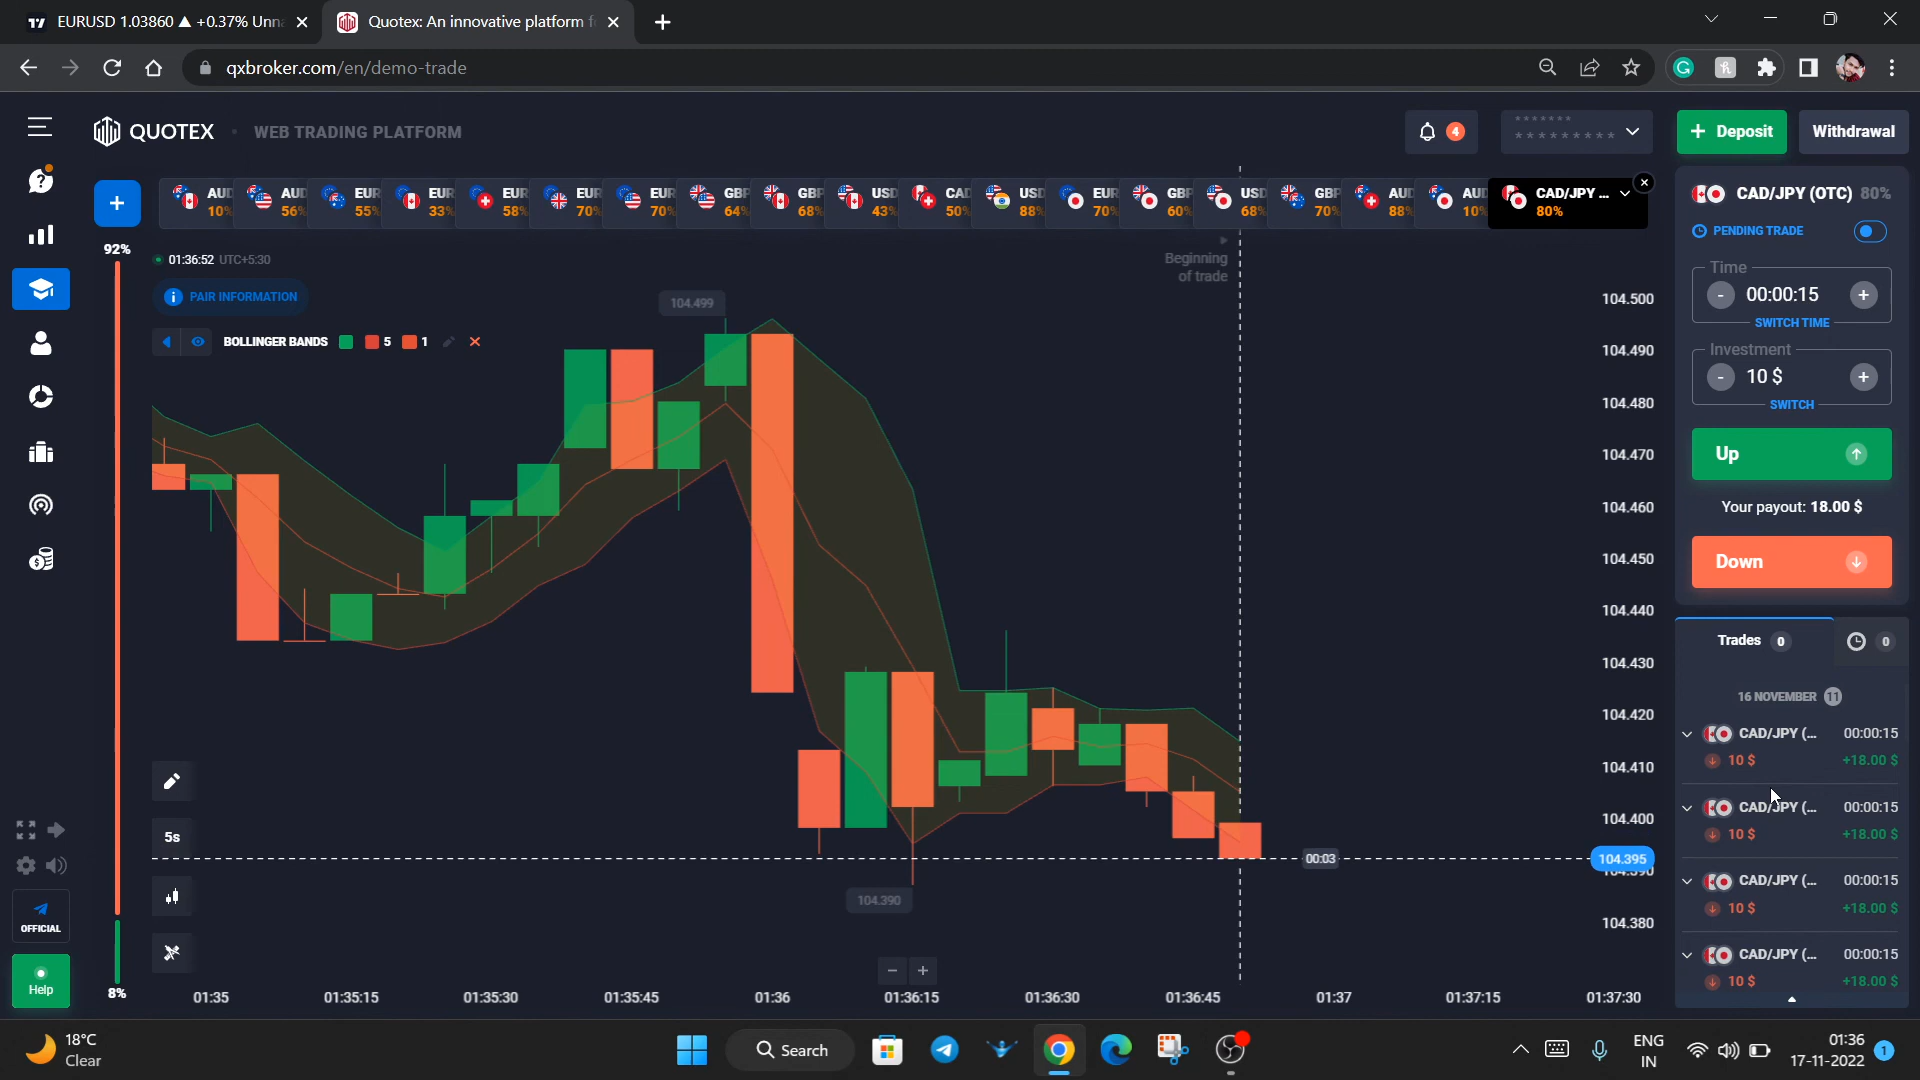 EURUSD 1.03860 ▲ +0.37% Unna
Quotex: An innovative platform f
qxbroker.com/en/demo-trade
QUOTEX
WEB TRADING PLATFORM
4
******* 
*********
+ Deposit
Withdrawal
AUD 10%
AUD 56%
EUR 55%
EUR 33%
EUR 58%
EUR 70%
EUR 70%
GBP 64%
GBP 68%
USD 43%
CAD 50%
USD 88%
EUR 70%
GBP 60%
USD 68%
GBP 70%
AUD 88%
AUD 10%
CAD/JPY ...
80%
92%
01:36:52 UTC+5:30
PAIR INFORMATION
BOLLINGER BANDS 5 1
Beginning
of trade
104.499
104.390
104.500
104.490
104.480
104.470
104.460
104.450
104.440
104.430
104.420
104.410
104.400
104.395
104.390
104.380
00:03
5s
8%
01:35
01:35:15
01:35:30
01:35:45
01:36
01:36:15
01:36:30
01:36:45
01:37
01:37:15
01:37:30
OFFICIAL
Help
CAD/JPY (OTC) 80%
PENDING TRADE
Time
- 00:00:15 +
SWITCH TIME
Investment
- 10 $ +
SWITCH
Up
Your payout: 18.00 $
Down
Trades 0
0
16 NOVEMBER 11
CAD/JPY (... 00:00:15
10 $ +18.00 $
CAD/JPY (... 00:00:15
10 $ +18.00 $
CAD/JPY (... 00:00:15
10 $ +18.00 $
CAD/JPY (... 00:00:15
10 $ +18.00 $
18°C
Clear
Search
ENG
IN
01:36
17-11-2022
1